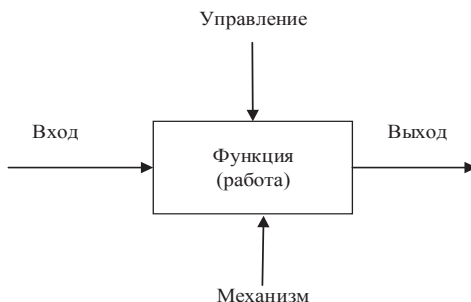 Управление
Вход
Выход
Функция
(работа)
Механизм